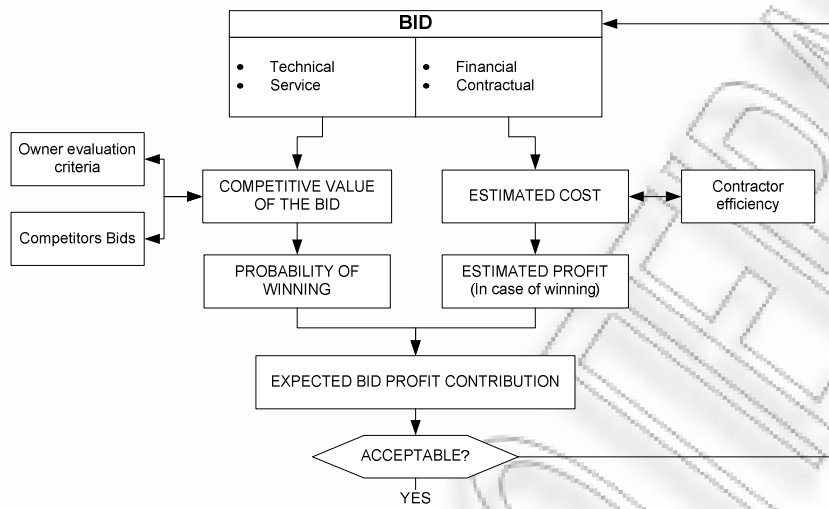 BID
• Technical
• Service
• Financial
• Contractual
Owner evaluation
criteria
Competitors Bids
COMPETITIVE VALUE
OF THE BID
ESTIMATED COST
Contractor
efficiency
PROBABILITY OF
WINNING
ESTIMATED PROFIT
(In case of winning)
EXPECTED BID PROFIT CONTRIBUTION
ACCEPTABLE?
YES